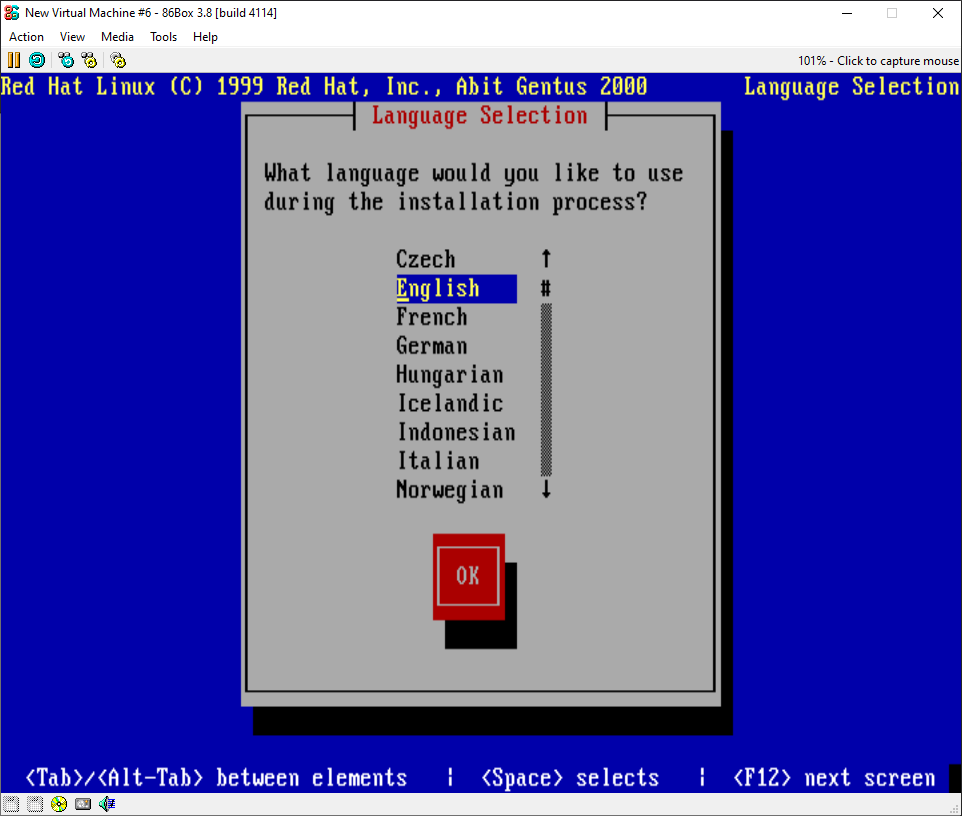 New Virtual Machine #6 - 86Box 3.8 [build 4114]
Action View Media Tools Help
101% - Click to capture mouse
Red Hat Linux (C) 1999 Red Hat, Inc., Abit Gentus 2000 Language Selection
Language Selection
What language would you like to use
during the installation process?
Czech ↑
English #
French
German
Hungarian
Icelandic
Indonesian
Italian
Norwegian ↓
OK
<Tab>/<Alt-Tab> between elements | <Space> selects | <F12> next screen